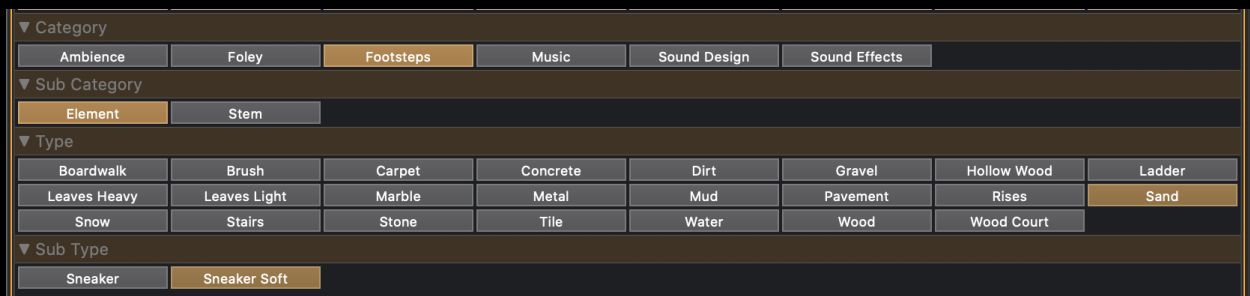 ▼ Category
Ambience Foley Footsteps Music Sound Design Sound Effects
▼ Sub Category
Element Stem
▼ Type
Boardwalk Brush Carpet Concrete Dirt Gravel Hollow Wood Ladder
Leaves Heavy Leaves Light Marble Metal Mud Pavement Rises Sand
Snow Stairs Stone Tile Water Wood Wood Court
▼ Sub Type
Sneaker Sneaker Soft